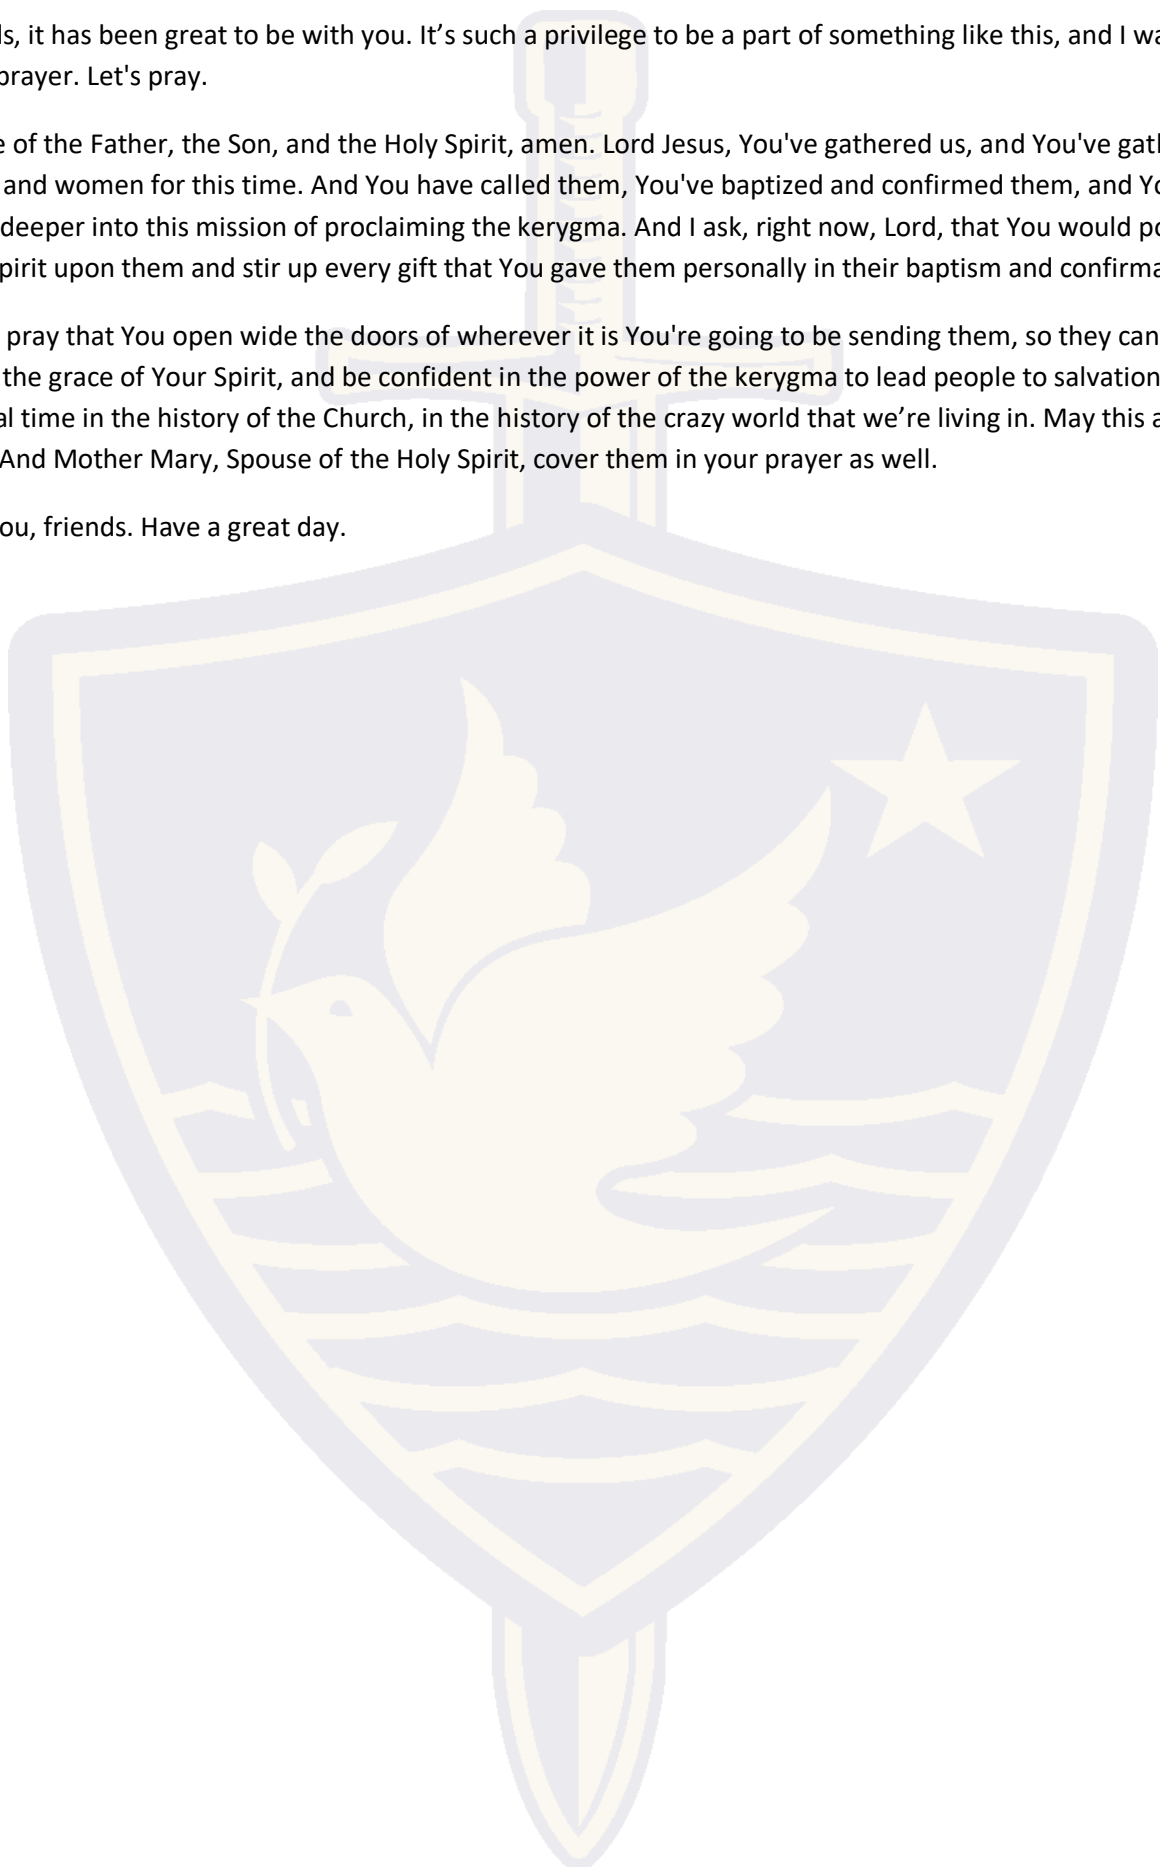 ls, it has been great to be with you. It’s such a privilege to be a part of something like this, and I wa
prayer. Let's pray.
e of the Father, the Son, and the Holy Spirit, amen. Lord Jesus, You've gathered us, and You've gath
and women for this time. And You have called them, You've baptized and confirmed them, and Yo
deeper into this mission of proclaiming the kerygma. And I ask, right now, Lord, that You would po
pirit upon them and stir up every gift that You gave them personally in their baptism and confirma
pray that You open wide the doors of wherever it is You're going to be sending them, so they can
the grace of Your Spirit, and be confident in the power of the kerygma to lead people to salvation
al time in the history of the Church, in the history of the crazy world that we’re living in. May this a
And Mother Mary, Spouse of the Holy Spirit, cover them in your prayer as well.
ou, friends. Have a great day.